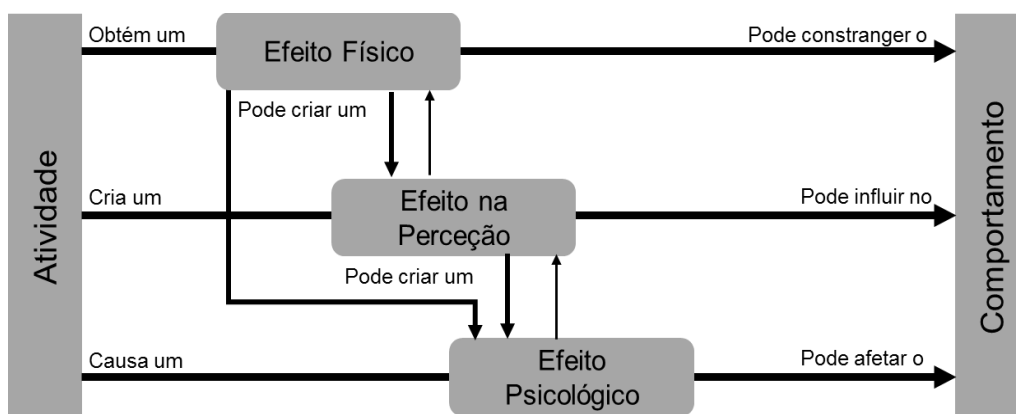 Atividade
Obtém um
Efeito Físico
Pode constranger o
Pode criar um
Cria um
Efeito na
Perceção
Pode influir no
Pode criar um
Causa um
Efeito
Psicológico
Pode afetar o
Comportamento